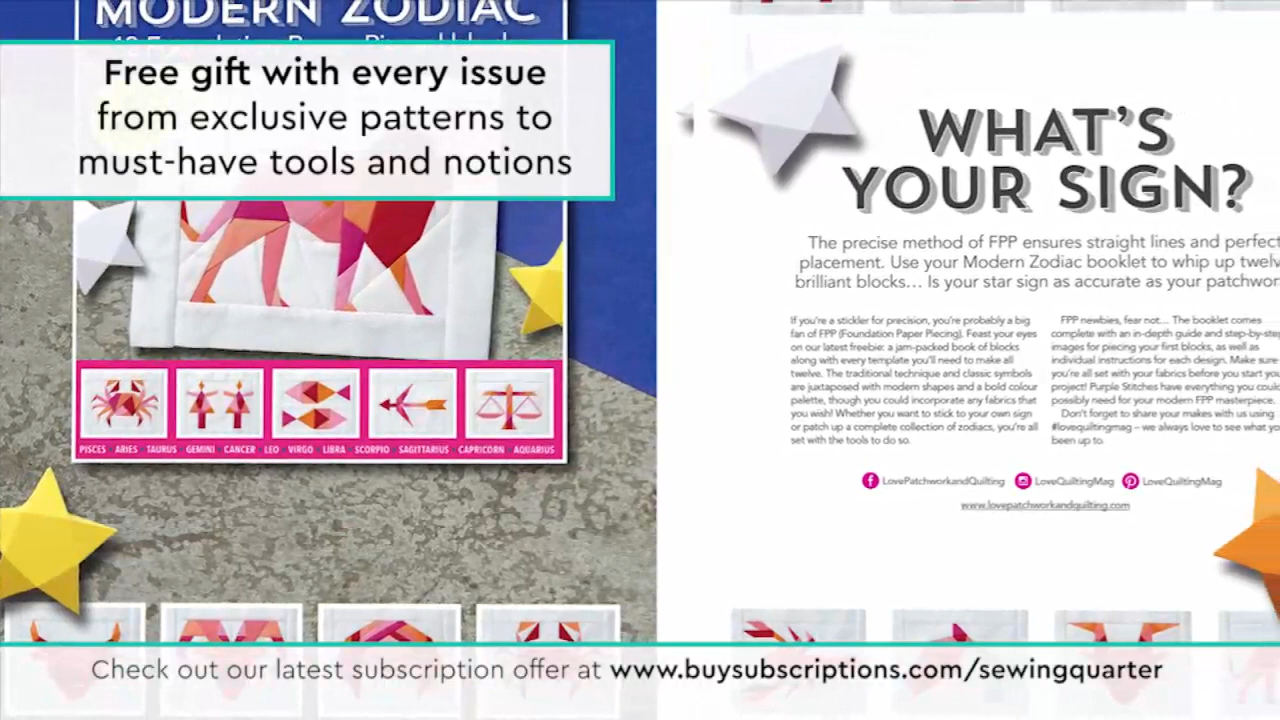 MODERN ZODIAC
Free gift with every issue
from exclusive patterns to
must-have tools and notions
PISCES ARIES TAURUS GEMINI CANCER LEO VIRGO LIBRA SCORPIO SAGITTARIUS CAPRICORN AQUARIUS
WHAT'S
YOUR SIGN?
The precise method of FPP ensures straight lines and perfect
placement. Use your Modern Zodiac booklet to whip up
brilliant blocks... Is your star sign as accurate as your
If you're a stickler for precision, you're probably a big
fan of FPP (Foundation Paper Piecing). Feast your eyes
on our latest freebie: a jam-packed book of blocks
along with every template you'll need to make all
twelve. The traditional technique and classic symbols
are juxtaposed with modern shapes and a bold colour
palette, though you could incorporate any fabrics that
you wish! Whether you want to stick to your own sign
or patch up a complete collection of zodiacs, you're all
set with the tools to do so.
FPP newbies, fear not... The booklet comes
complete with an in-depth guide and step-by-step
images for piecing your first blocks, as well as
individual instructions for each design. Make sure
you're all set with your fabrics before you start
project! Purple Stitches have everything you could
possibly need for your modern FPP masterpiece.
Don't forget to share your makes with us using
#lovequiltingmag – we always love to see what
been up to.
LovePatchworkandQuilting LoveQuiltingMag LoveQuiltingMag
www.lovepatchworkandquilting.com
Check out our latest subscription offer at www.buysubscriptions.com/sewingquarter